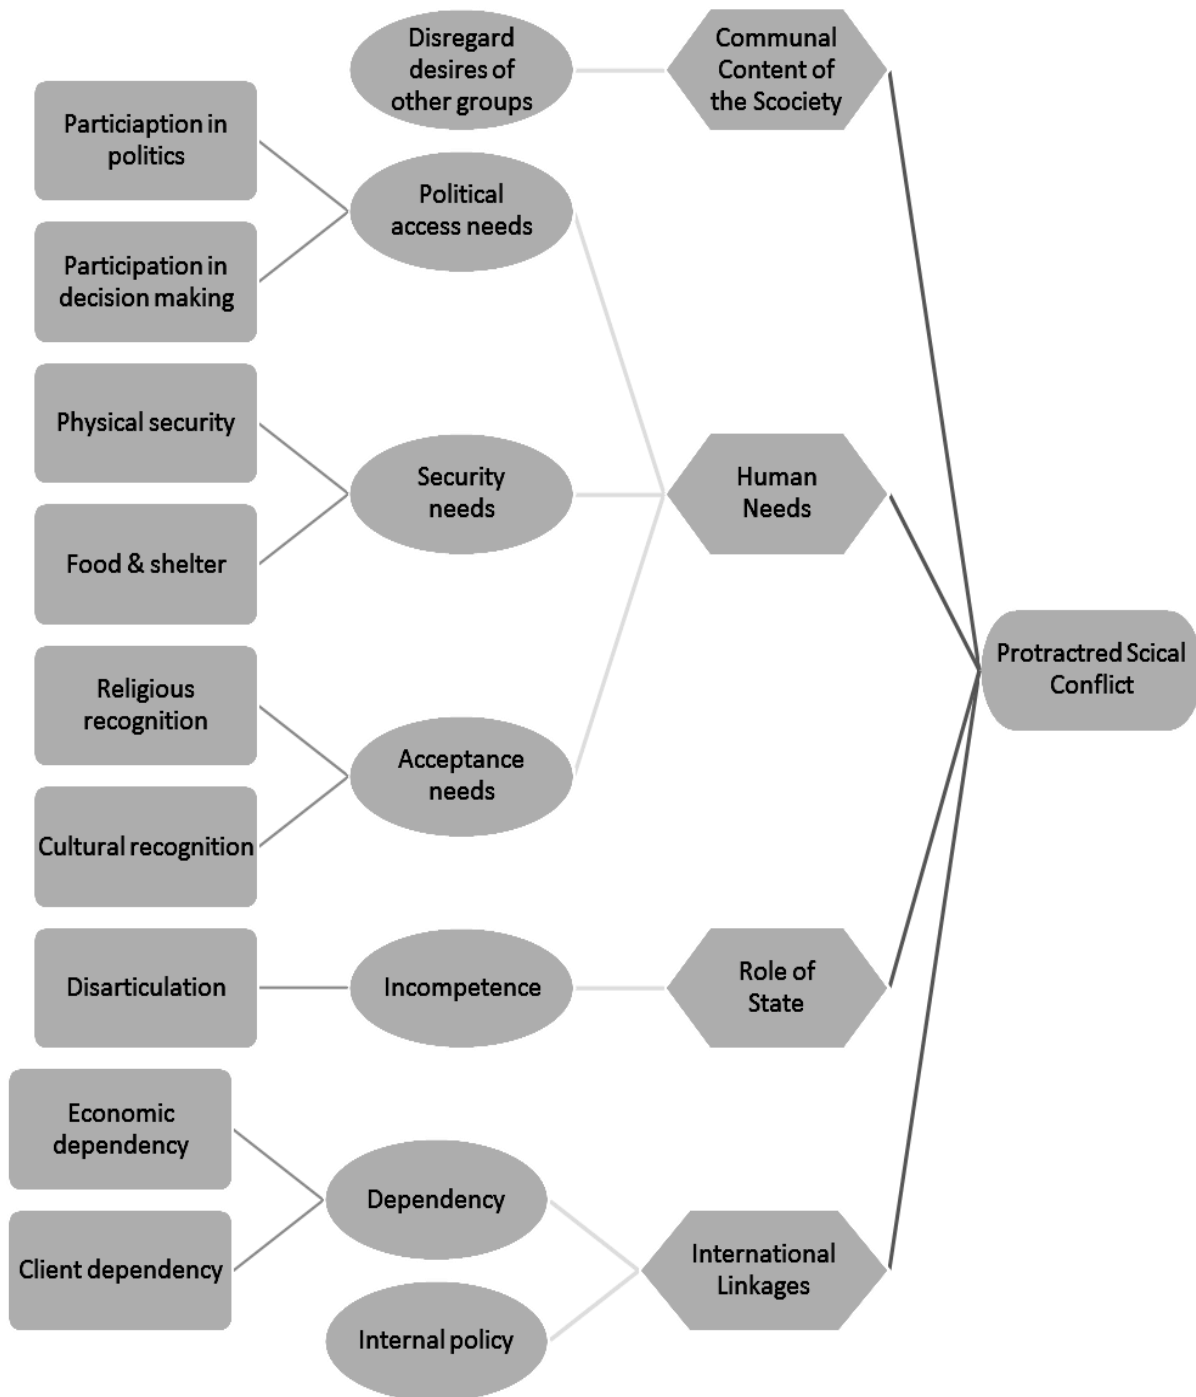 Disregard
desires of
other groups
Communal
Content of
the Scociety
Particiaption in
politics
Political
access needs
Participation in
decision making
Physical security
Security
needs
Human
Needs
Food & shelter
Protractred Scical
Conflict
Religious
recognition
Acceptance
needs
Cultural recognition
Disarticulation
Incompetence
Role of
State
Economic
dependency
Dependency
Client dependency
International
Linkages
Internal policy